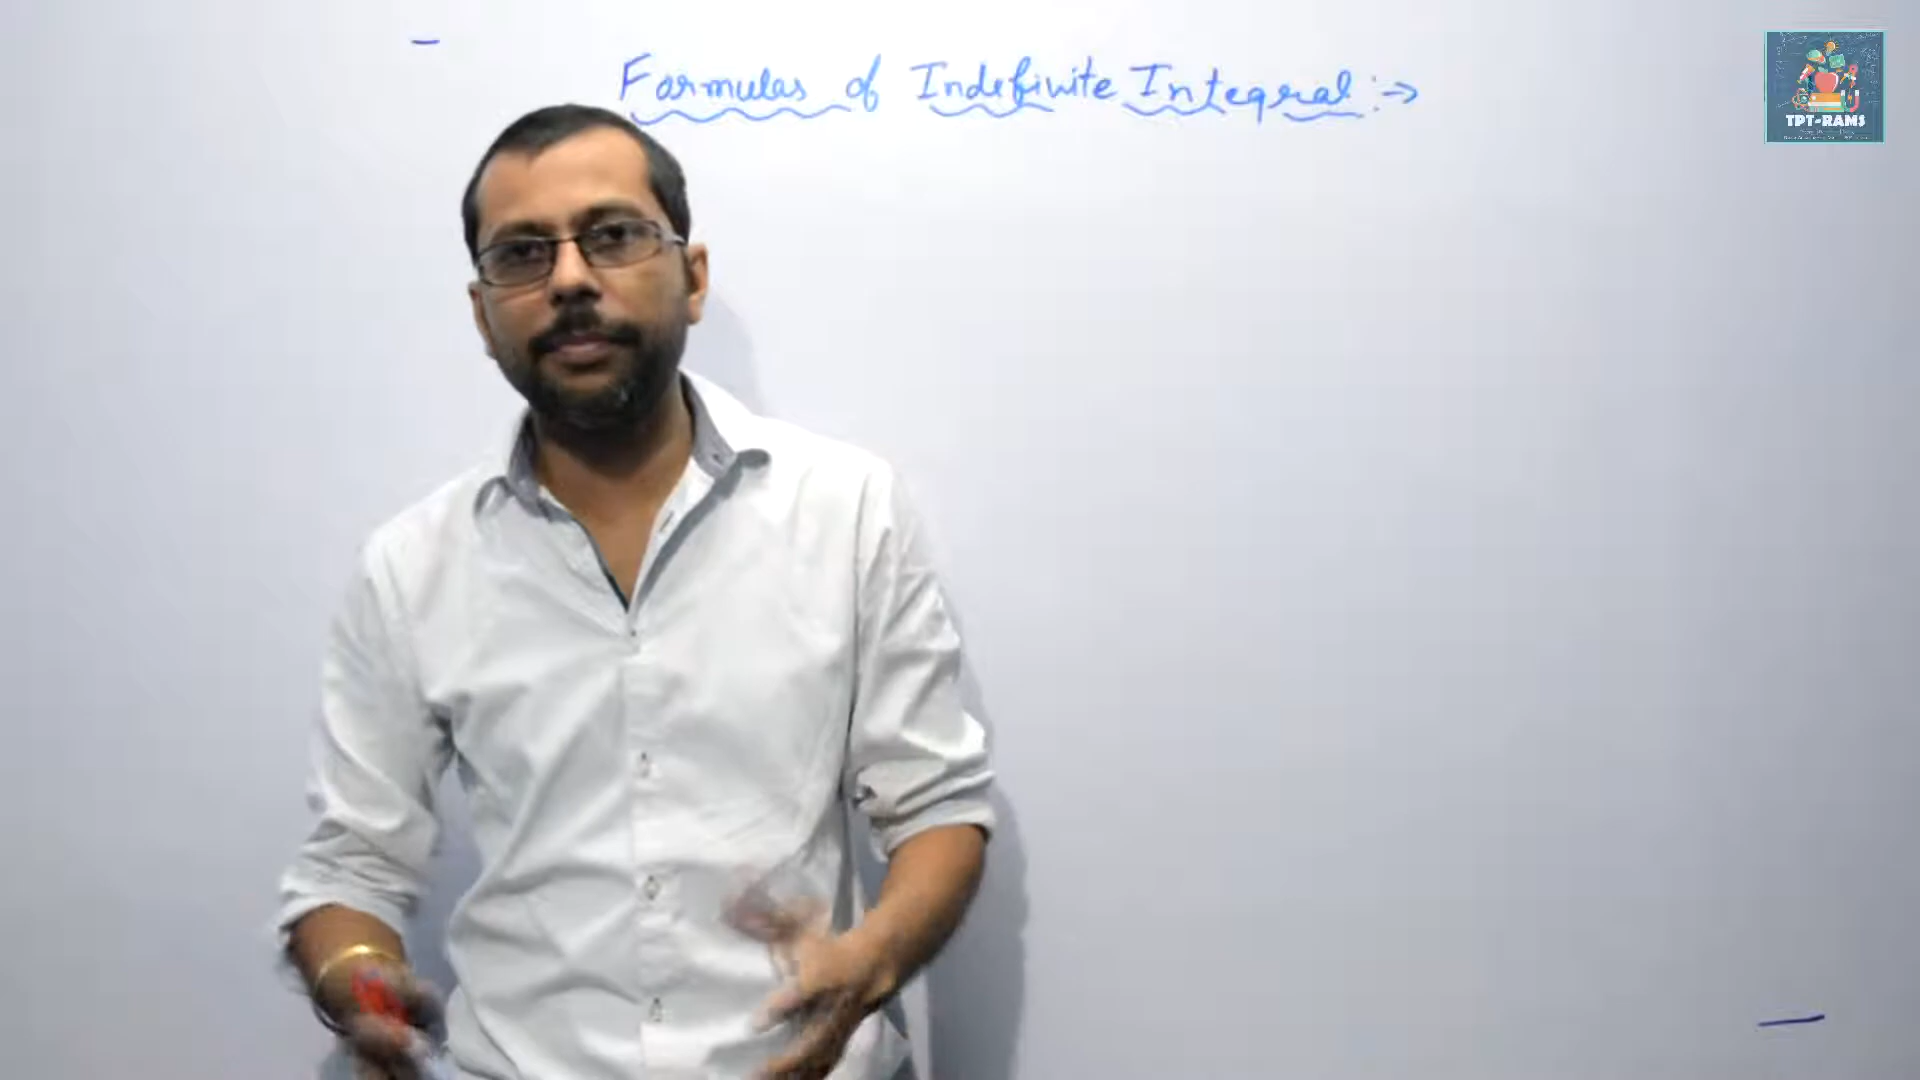 Formulas of Indefinite Integral :→
TPT-RAMS